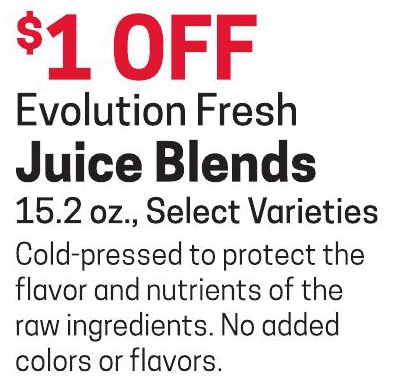 $1 OFF
Evolution Fresh
Juice Blends
15.2 oz., Select Varieties
Cold-pressed to protect the
flavor and nutrients of the
raw ingredients. No added
colors or flavors.